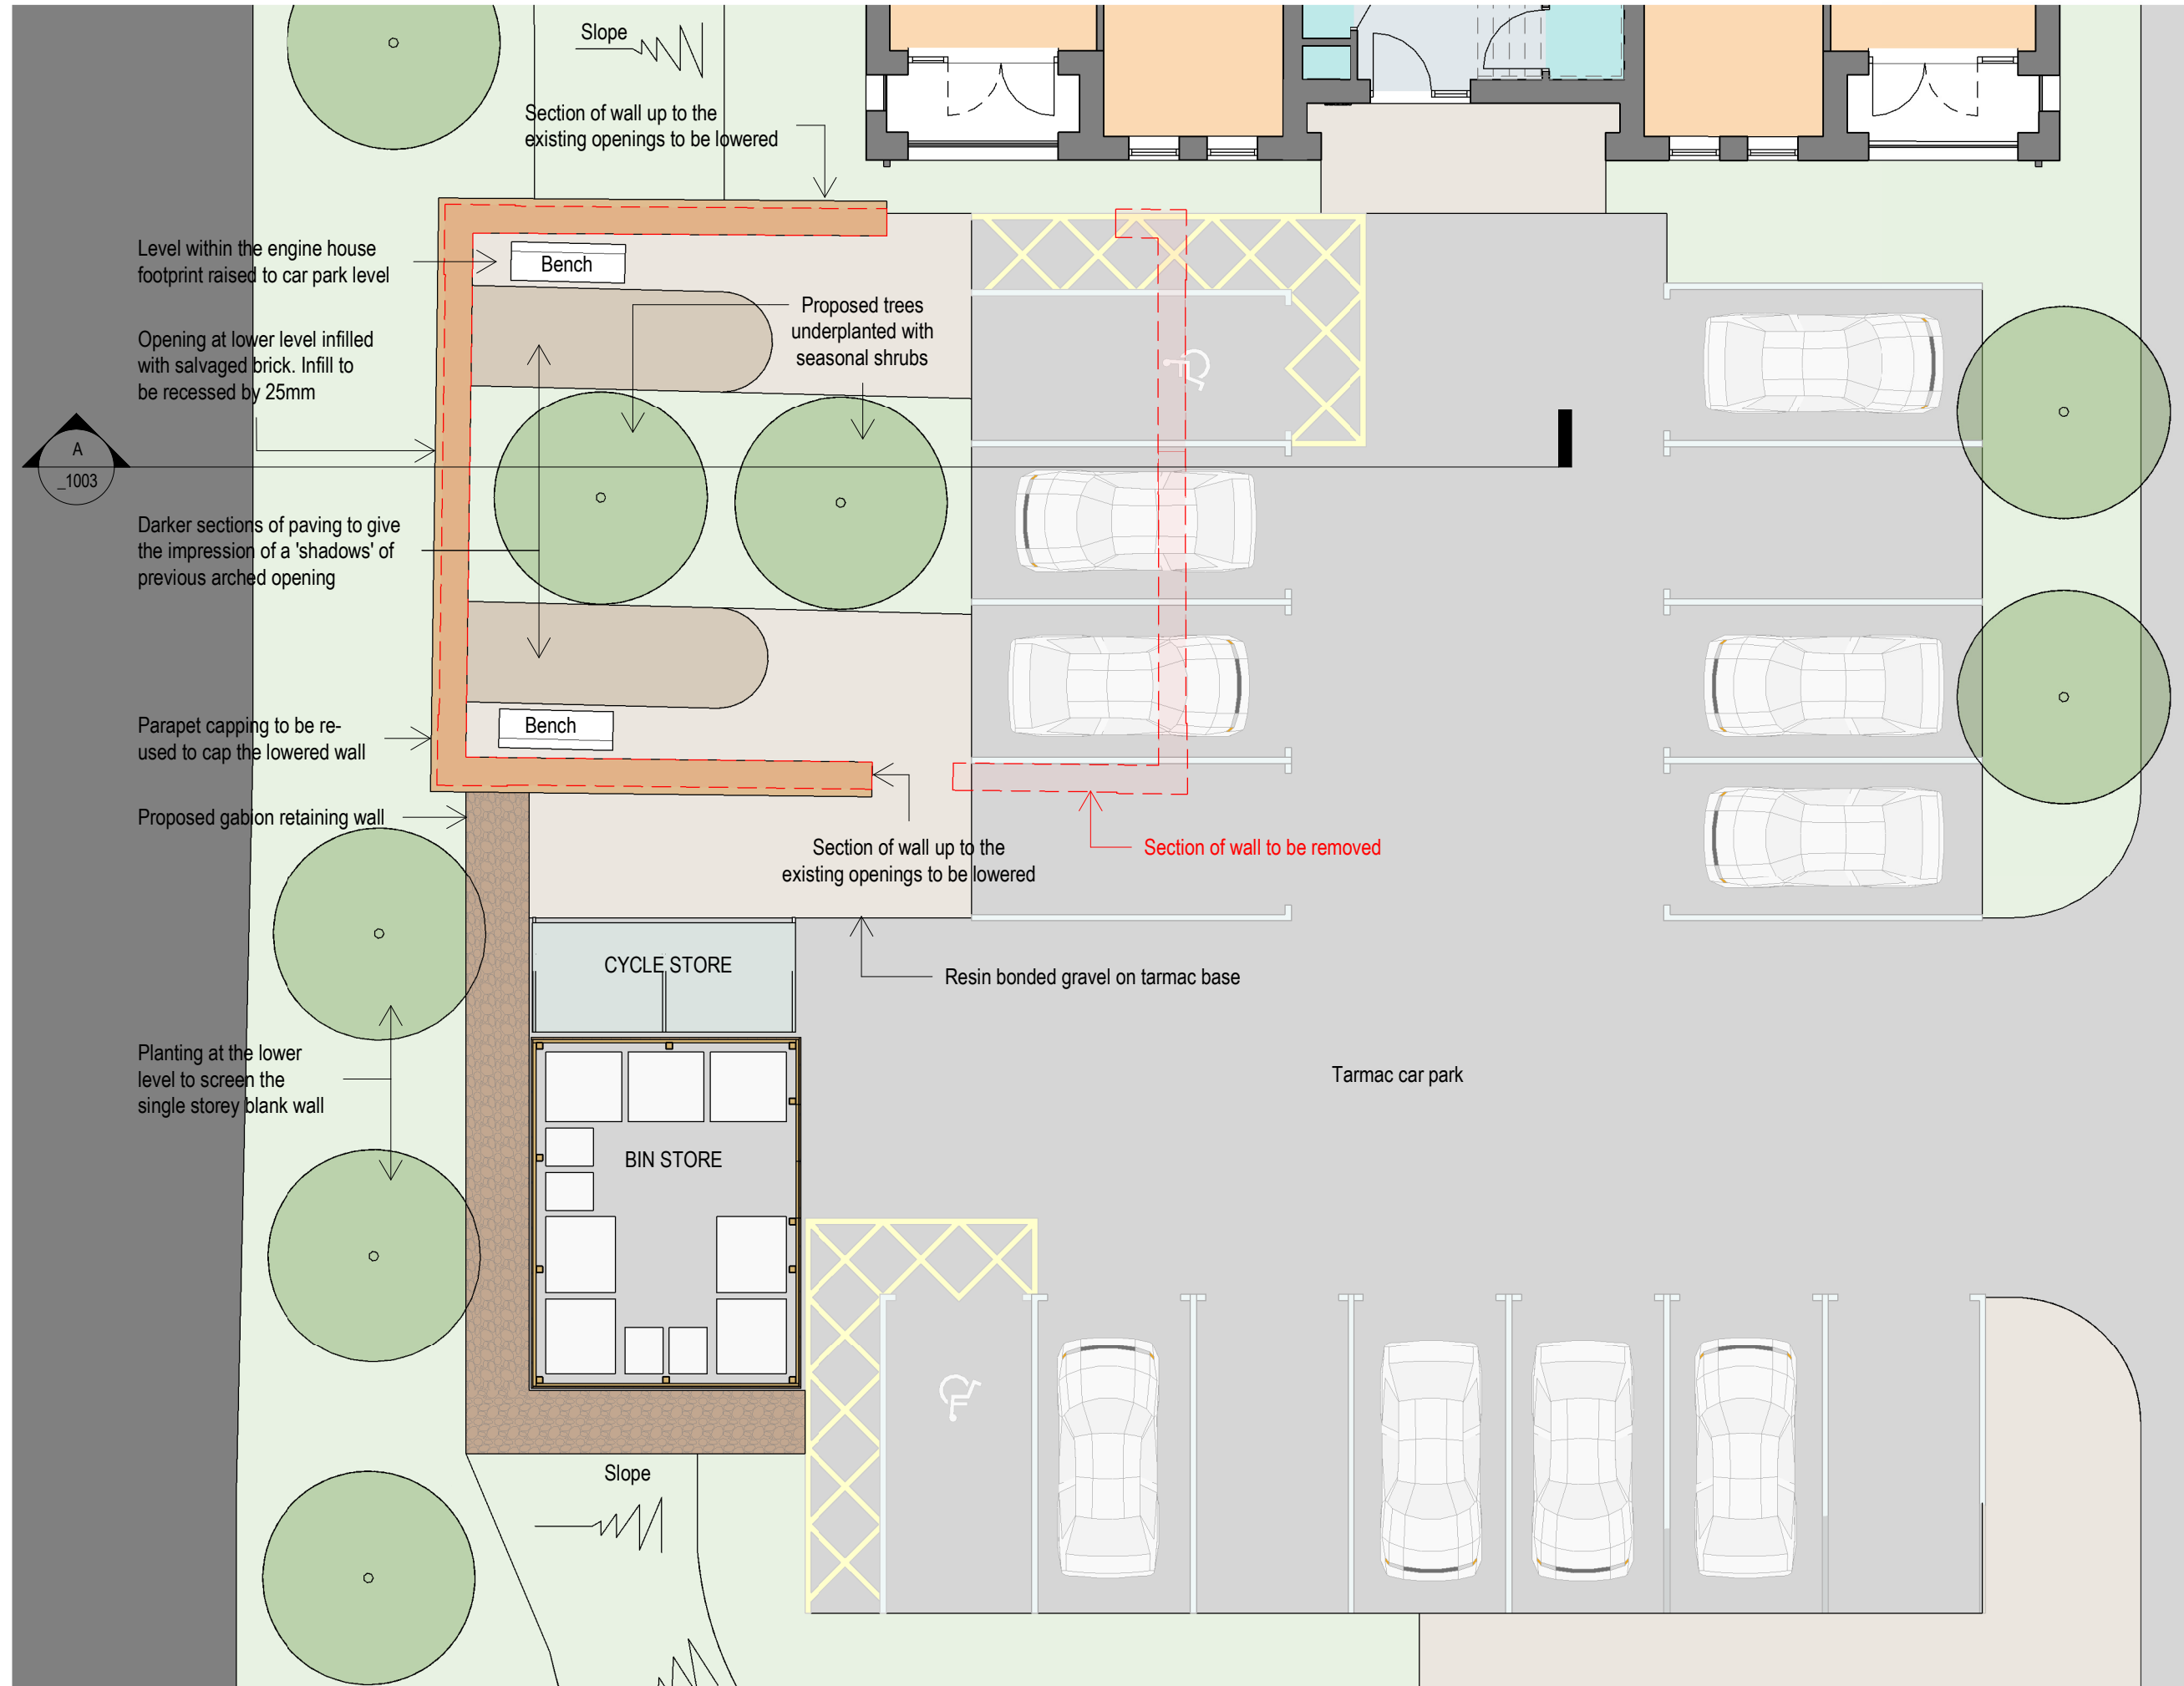 Slope
Section of wall up to the
existing openings to be lowered
Level within the engine house
footprint raised to car park level
Bench
Proposed trees
underplanted with
seasonal shrubs
Opening at lower level infilled
with salvaged brick. Infill to
be recessed by 25mm
A
_1003
Darker sections of paving to give
the impression of a 'shadows' of
previous arched opening
Parapet capping to be re-
used to cap the lowered wall
Bench
Proposed gabion retaining wall
Section of wall up to the
existing openings to be lowered
Section of wall to be removed
CYCLE STORE
Resin bonded gravel on tarmac base
Planting at the lower
level to screen the
single storey blank wall
Tarmac car park
BIN STORE
Slope